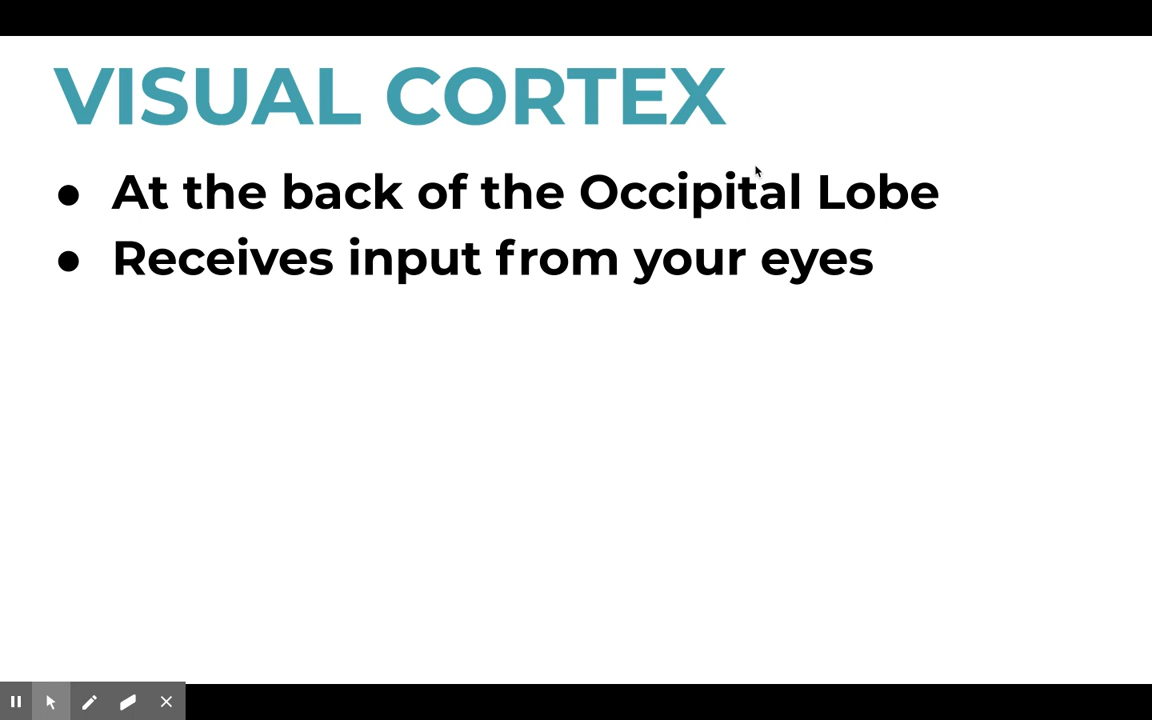 VISUAL CORTEX
● At the back of the Occipital Lobe
● Receives input from your eyes